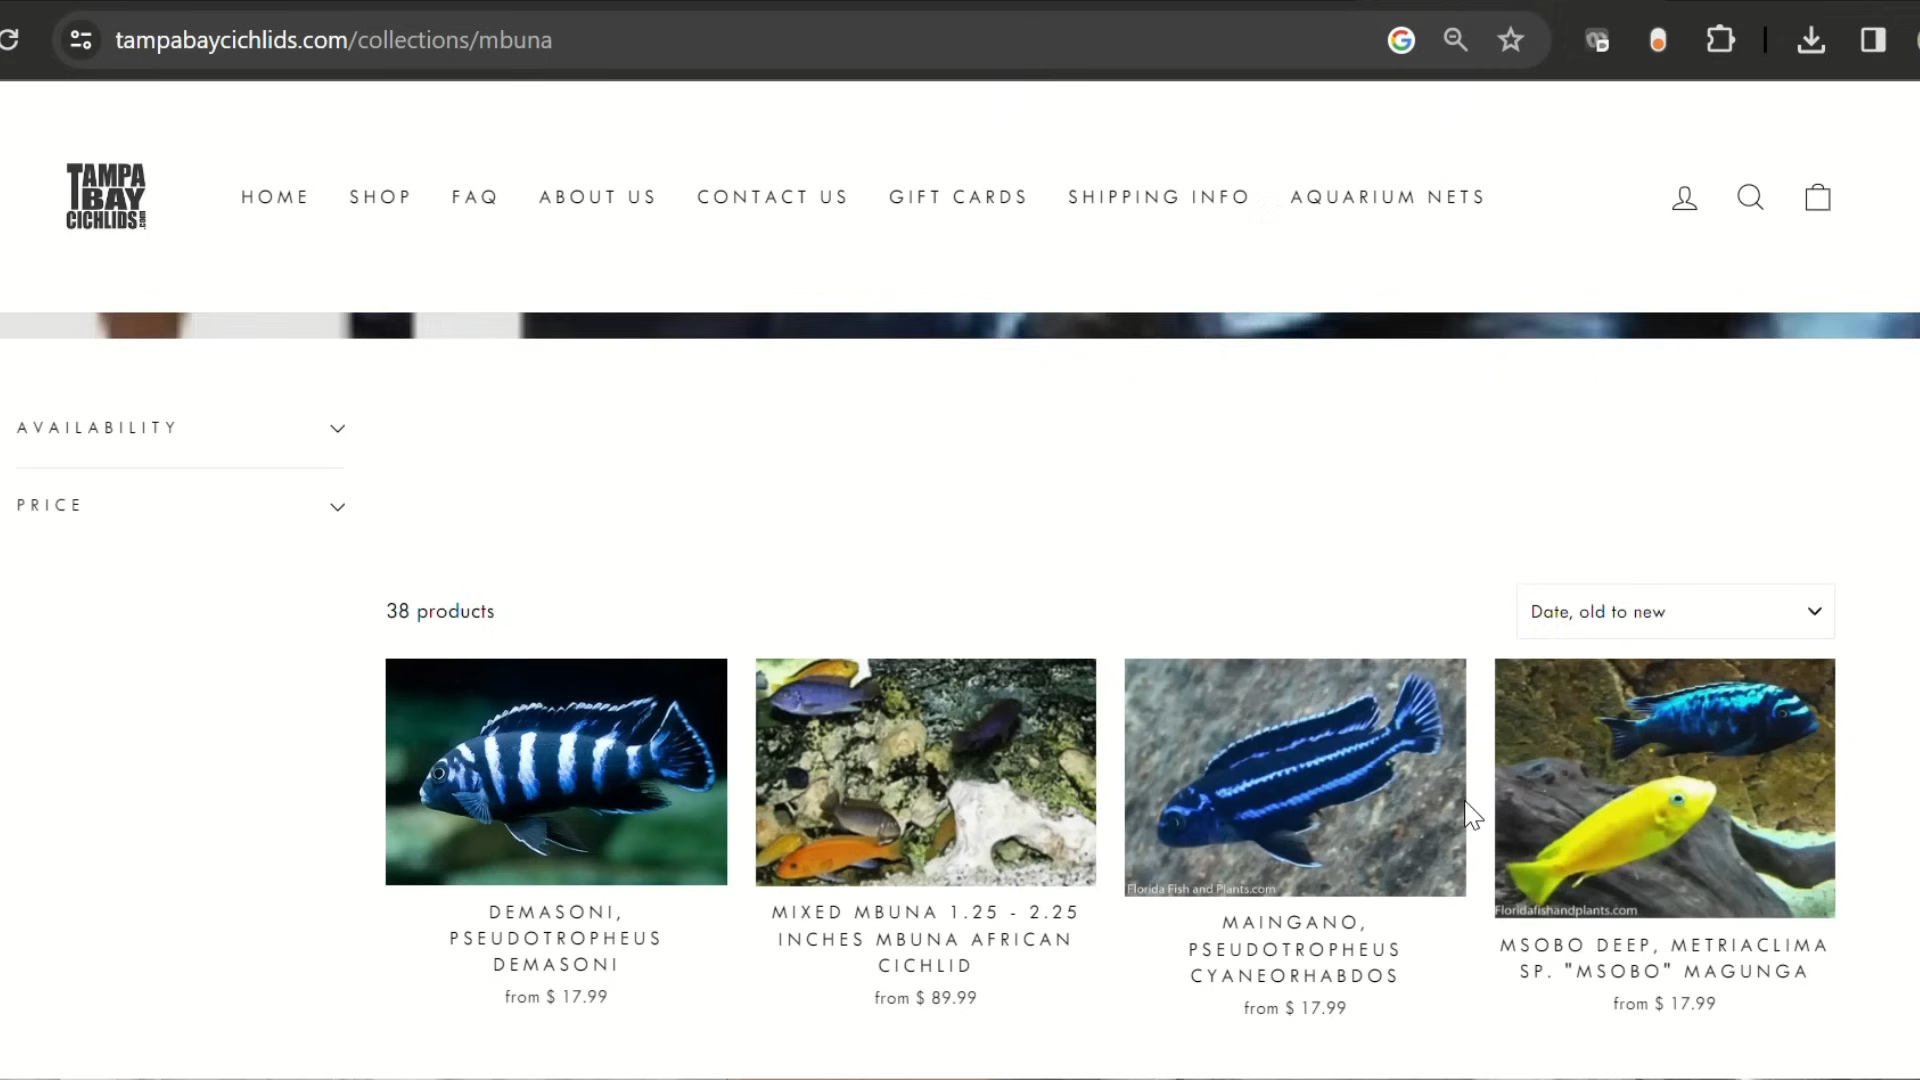 tampabaycichlids.com/collections/mbuna
TAMPA
BAY
CICHLIDS.com
HOME SHOP FAQ ABOUT US CONTACT US GIFT CARDS SHIPPING INFO AQUARIUM NETS
AVAILABILITY
PRICE
38 products
Date, old to new
Florida Fish and Plants.com
Floridafishandplants.com
DEMASONI,
PSEUDOTROPHEUS
DEMASONI
from $ 17.99
MIXED MBUNA 1.25 - 2.25
INCHES MBUNA AFRICAN
CICHLID
from $ 89.99
MAINGANO,
PSEUDOTROPHEUS
CYANEORHABDOS
from $ 17.99
MSOBO DEEP, METRIACLIMA
SP. "MSOBO" MAGUNGA
from $ 17.99